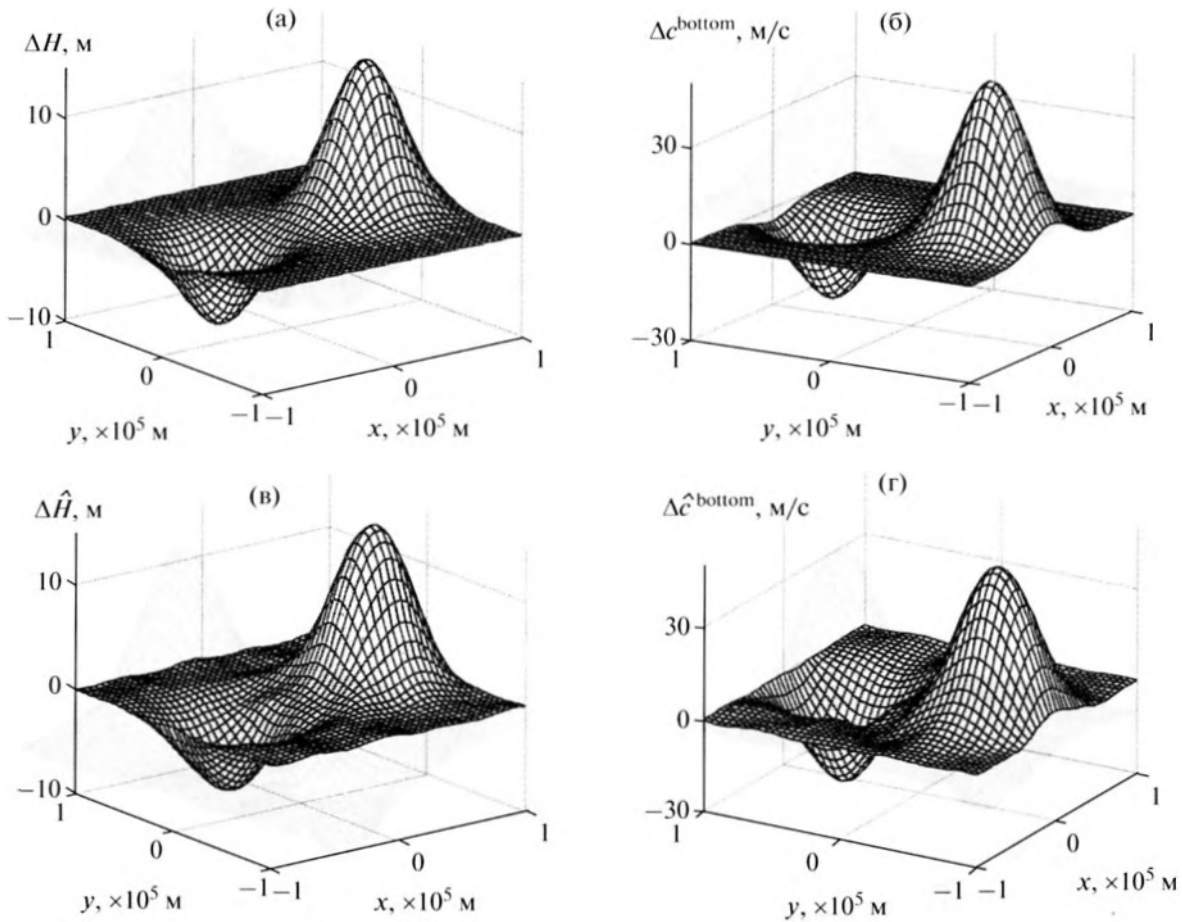 (а)
ΔH, м
10
0
−10
1
0
−1
−1
0
1
y, ×10⁵ м
x, ×10⁵ м
(б)
Δc^bottom, м/с
30
0
−30
1
0
−1
−1
0
1
y, ×10⁵ м
x, ×10⁵ м
(в)
ΔĤ, м
10
0
−10
1
0
−1
−1
0
1
y, ×10⁵ м
x, ×10⁵ м
(г)
Δĉ^bottom, м/с
30
0
−30
1
0
−1
−1
0
1
y, ×10⁵ м
x, ×10⁵ м